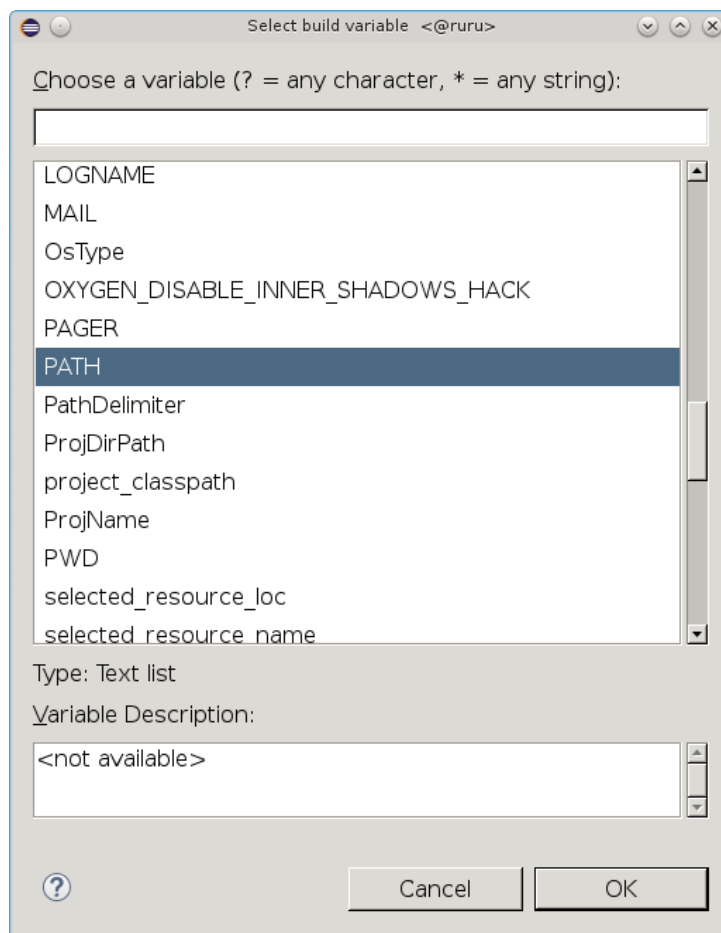 Select build variable <@ruru>
Choose a variable (? = any character, * = any string):
LOGNAME
MAIL
OsType
OXYGEN_DISABLE_INNER_SHADOWS_HACK
PAGER
PATH
PathDelimiter
ProjDirPath
project_classpath
ProjName
PWD
selected_resource_loc
selected_resource_name
Type: Text list
Variable Description:
<not available>
?
Cancel
OK